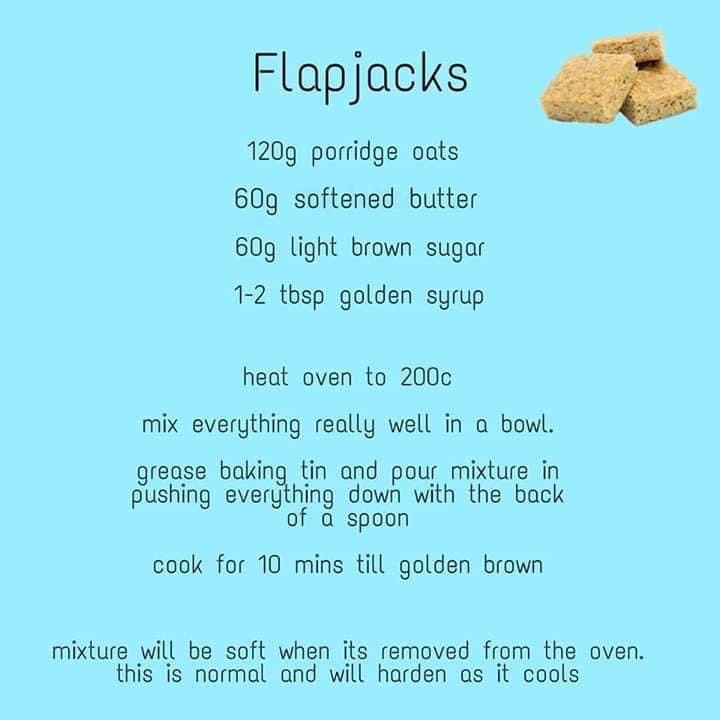 Flapjacks
120g porridge oats
60g softened butter
60g light brown sugar
1-2 tbsp golden syrup
heat oven to 200c
mix everything really well in a bowl.
grease baking tin and pour mixture in
pushing everything down with the back
of a spoon
cook for 10 mins till golden brown
mixture will be soft when its removed from the oven.
this is normal and will harden as it cools